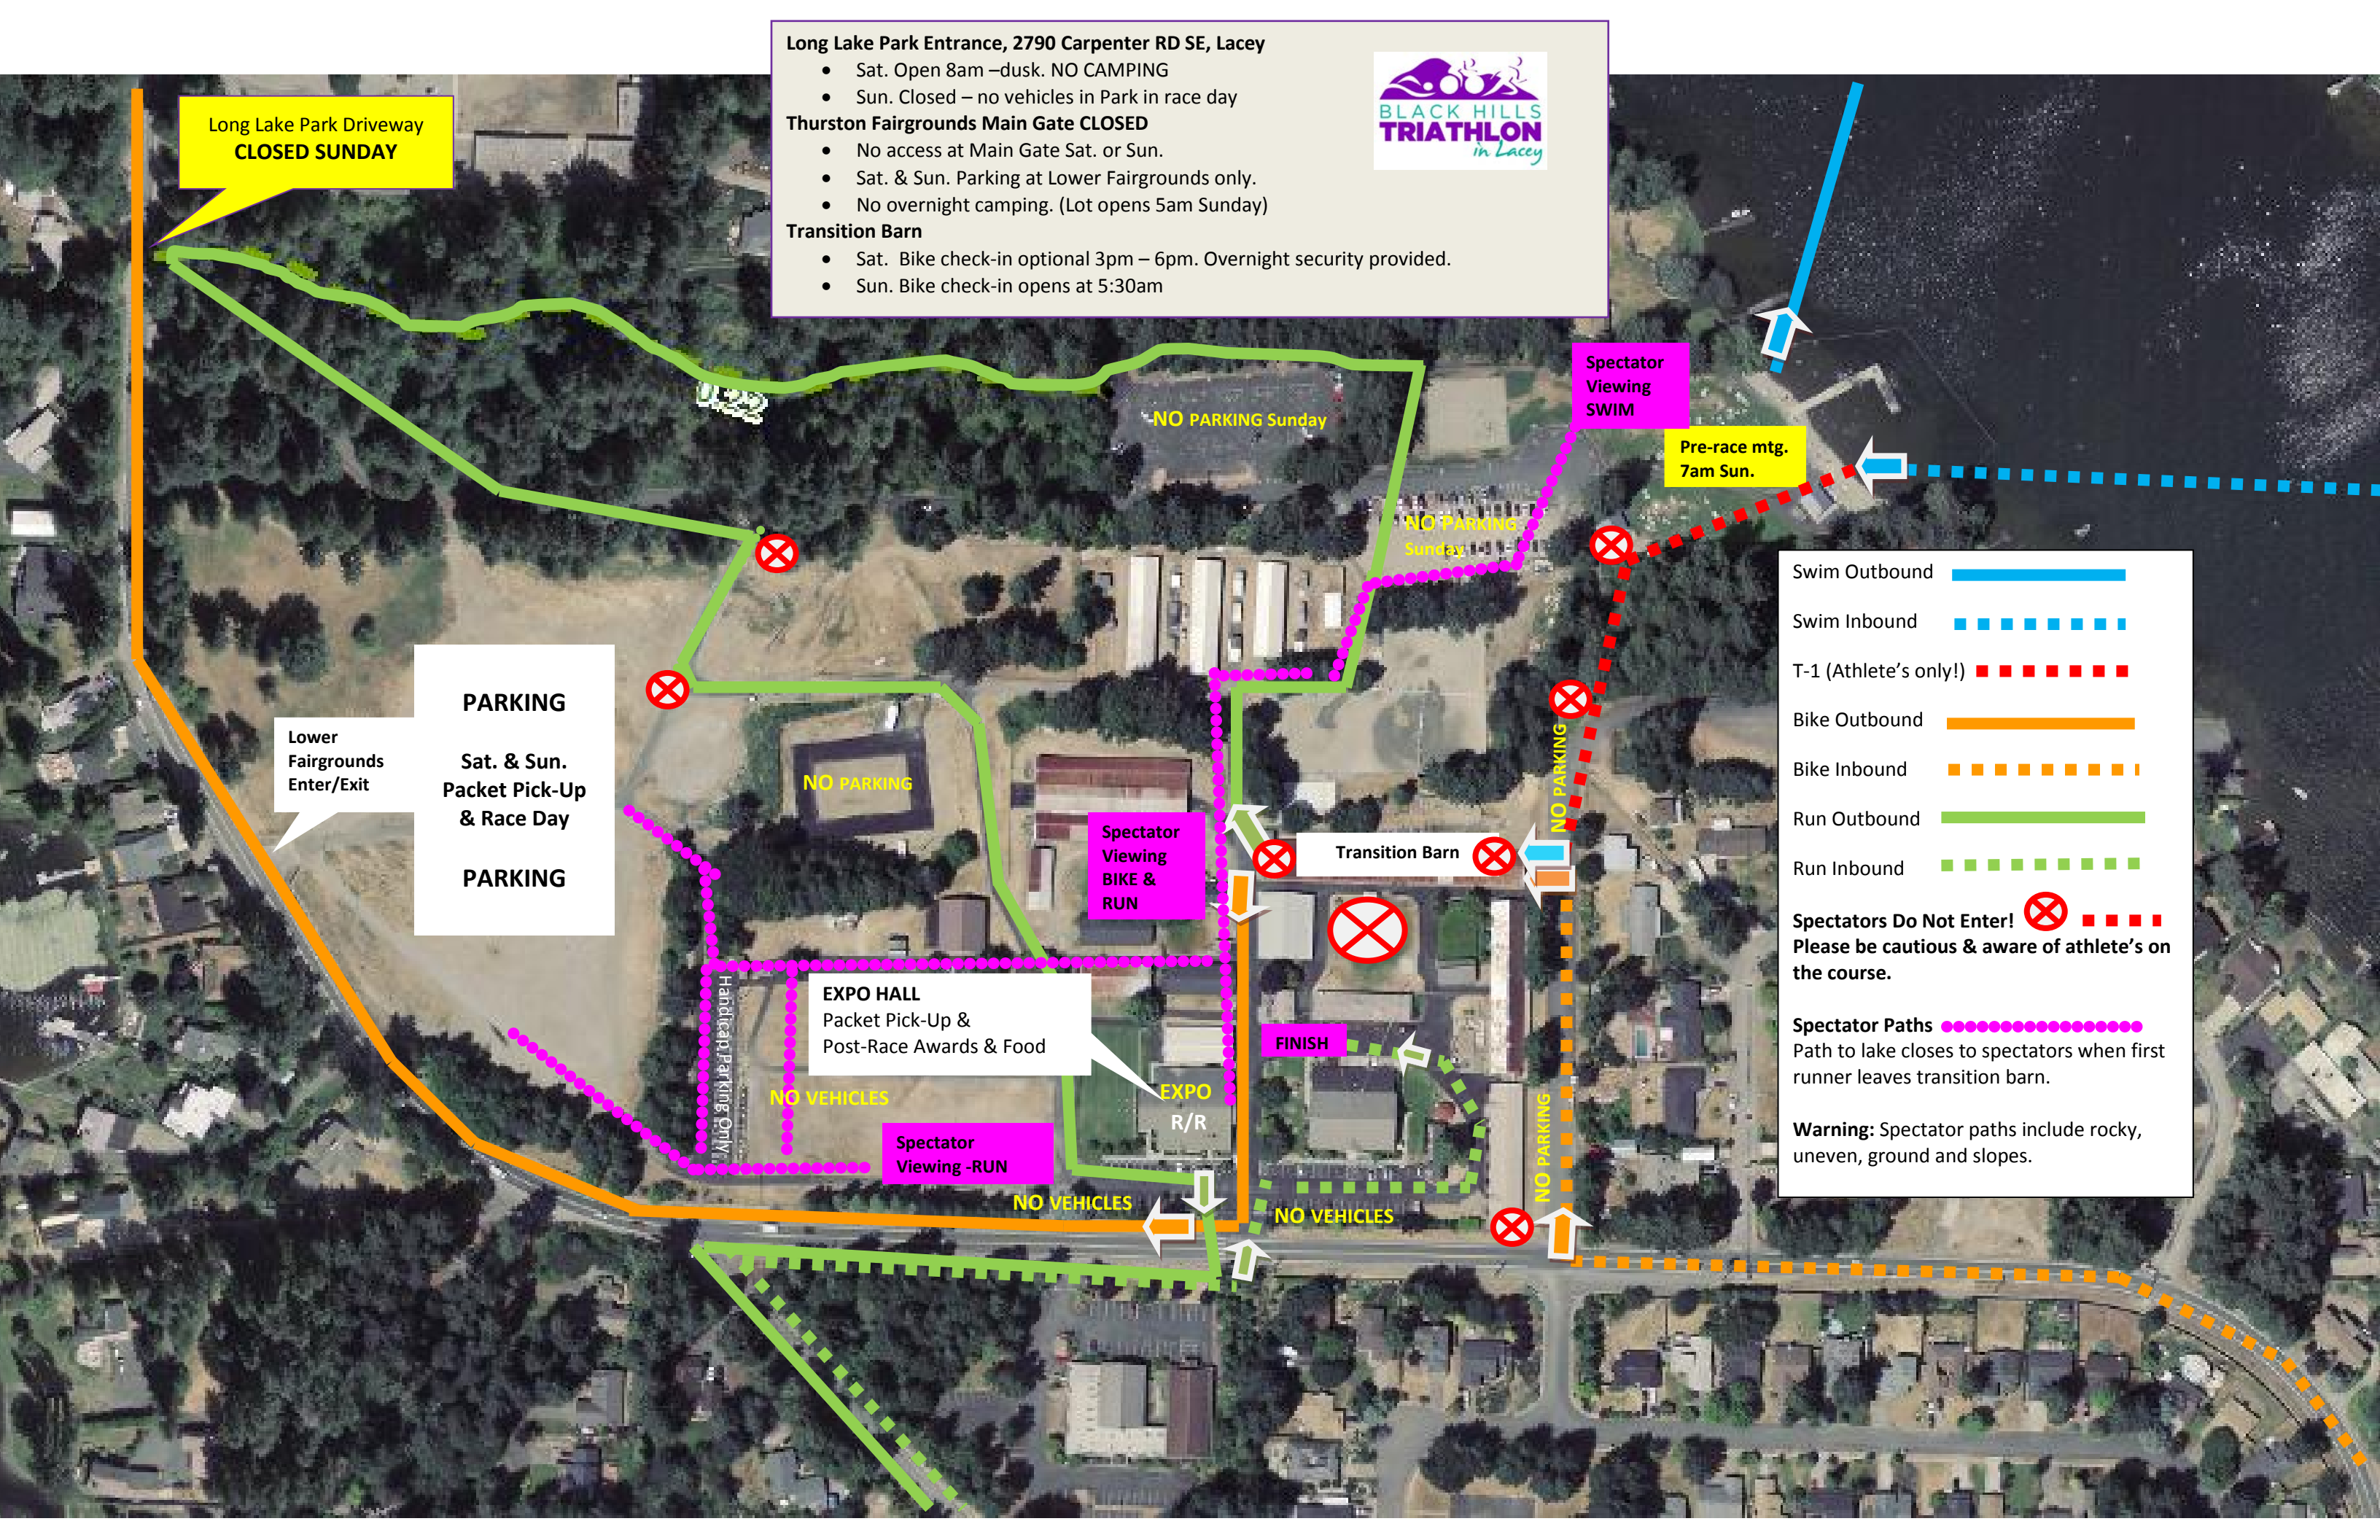 Long Lake Park Entrance, 2790 Carpenter RD SE, Lacey
• Sat. Open 8am –dusk. NO CAMPING
• Sun. Closed – no vehicles in Park in race day
Thurston Fairgrounds Main Gate CLOSED
• No access at Main Gate Sat. or Sun.
• Sat. & Sun. Parking at Lower Fairgrounds only.
• No overnight camping. (Lot opens 5am Sunday)
Transition Barn
• Sat.  Bike check-in optional 3pm – 6pm. Overnight security provided.
• Sun. Bike check-in opens at 5:30am
BLACK HILLS
TRIATHLON
in Lacey
Long Lake Park Driveway
CLOSED SUNDAY
Spectator
Viewing
SWIM
NO PARKING Sunday
Pre-race mtg.
7am Sun.
NO PARKING
Sunday
Swim Outbound
Swim Inbound
T-1 (Athlete's only!)
Bike Outbound
Bike Inbound
Run Outbound
Run Inbound
Spectators Do Not Enter!
Please be cautious & aware of athlete's on
the course.
Spectator Paths
Path to lake closes to spectators when first
runner leaves transition barn.
Warning: Spectator paths include rocky,
uneven, ground and slopes.
PARKING
Sat. & Sun.
Packet Pick-Up
& Race Day
PARKING
Lower
Fairgrounds
Enter/Exit
NO PARKING
NO PARKING
Spectator
Viewing
BIKE &
RUN
Transition Barn
Handicap Parking Only
EXPO HALL
Packet Pick-Up &
Post-Race Awards & Food
FINISH
NO VEHICLES
EXPO
R/R
NO PARKING
Spectator
Viewing -RUN
NO VEHICLES
NO VEHICLES